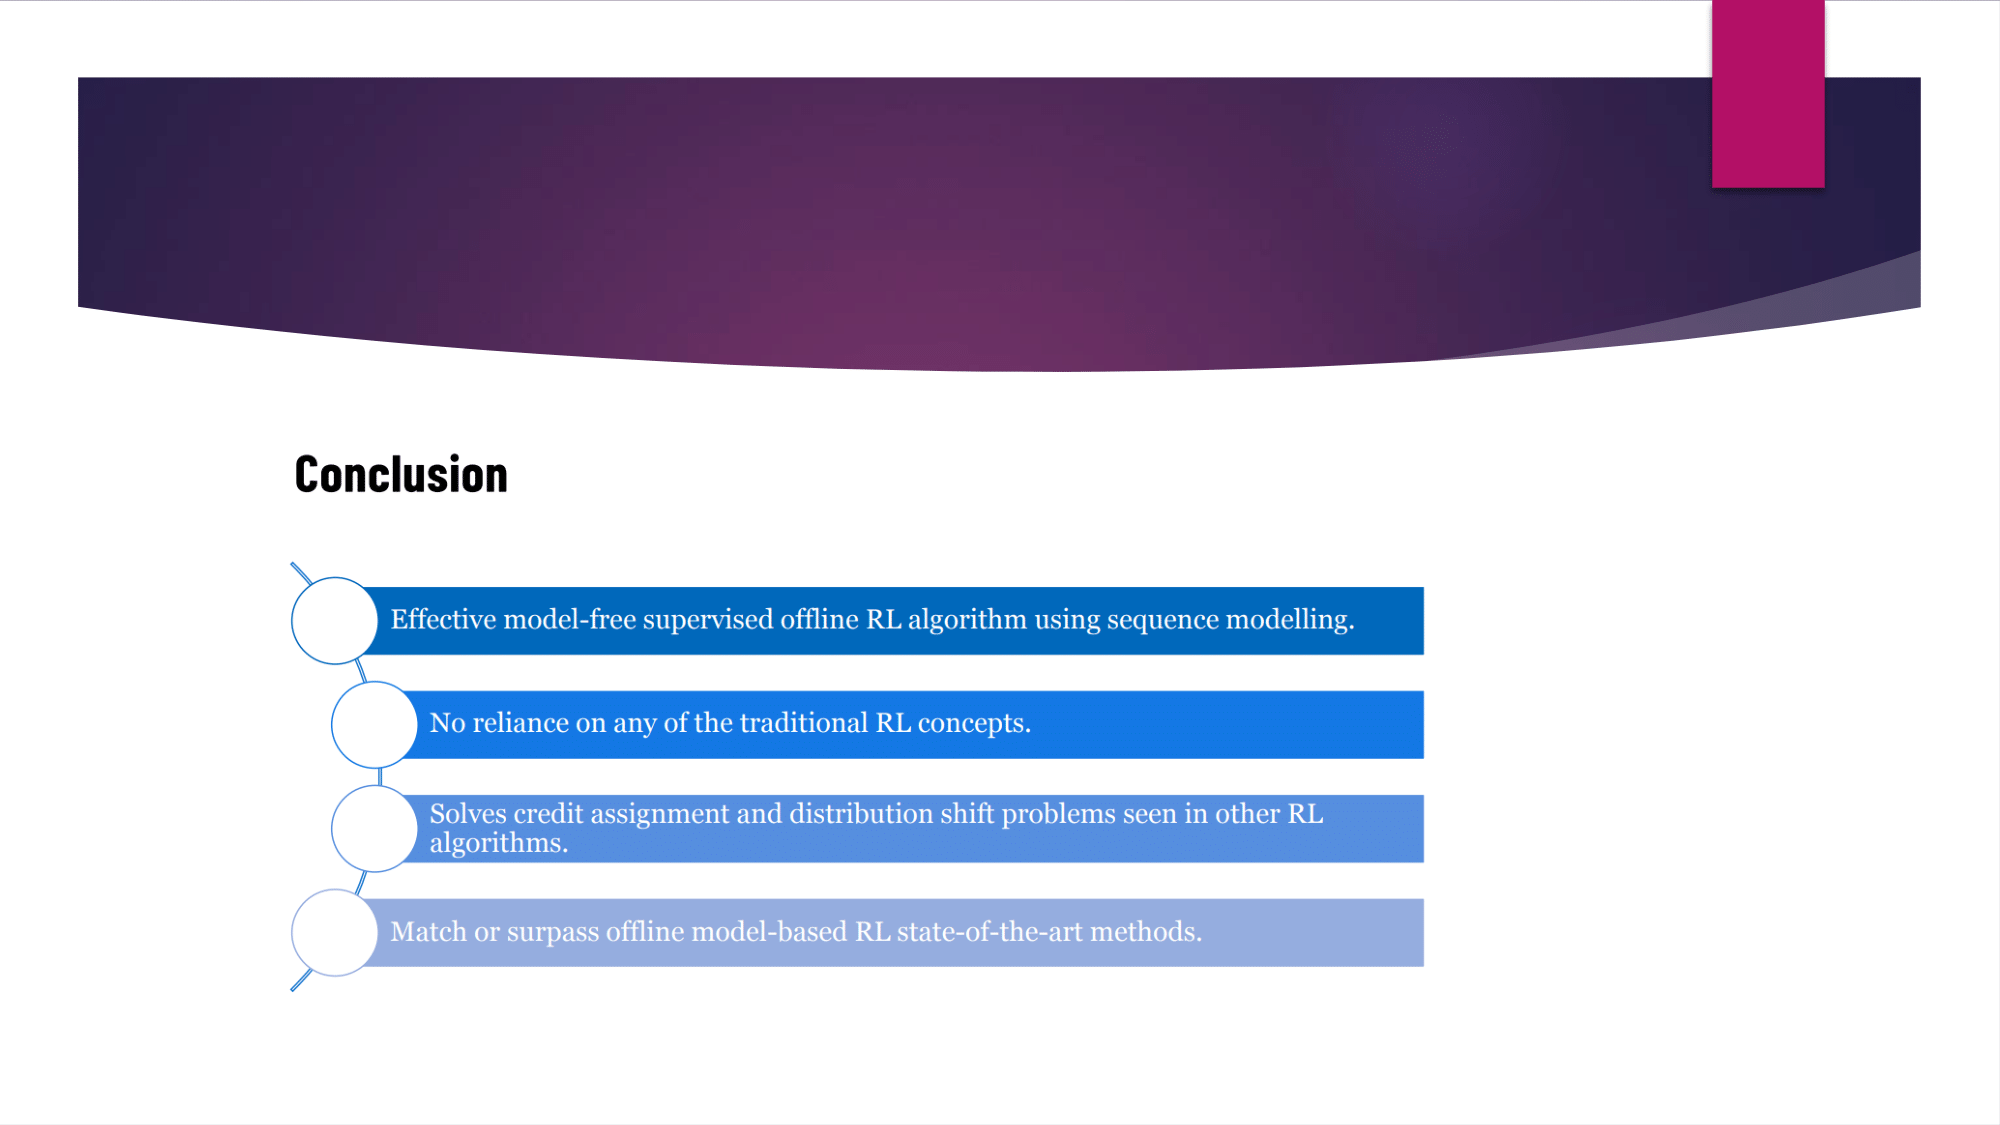 Conclusion
Effective model-free supervised offline RL algorithm using sequence modelling.
No reliance on any of the traditional RL concepts.
Solves credit assignment and distribution shift problems seen in other RL
algorithms.
Match or surpass offline model-based RL state-of-the-art methods.